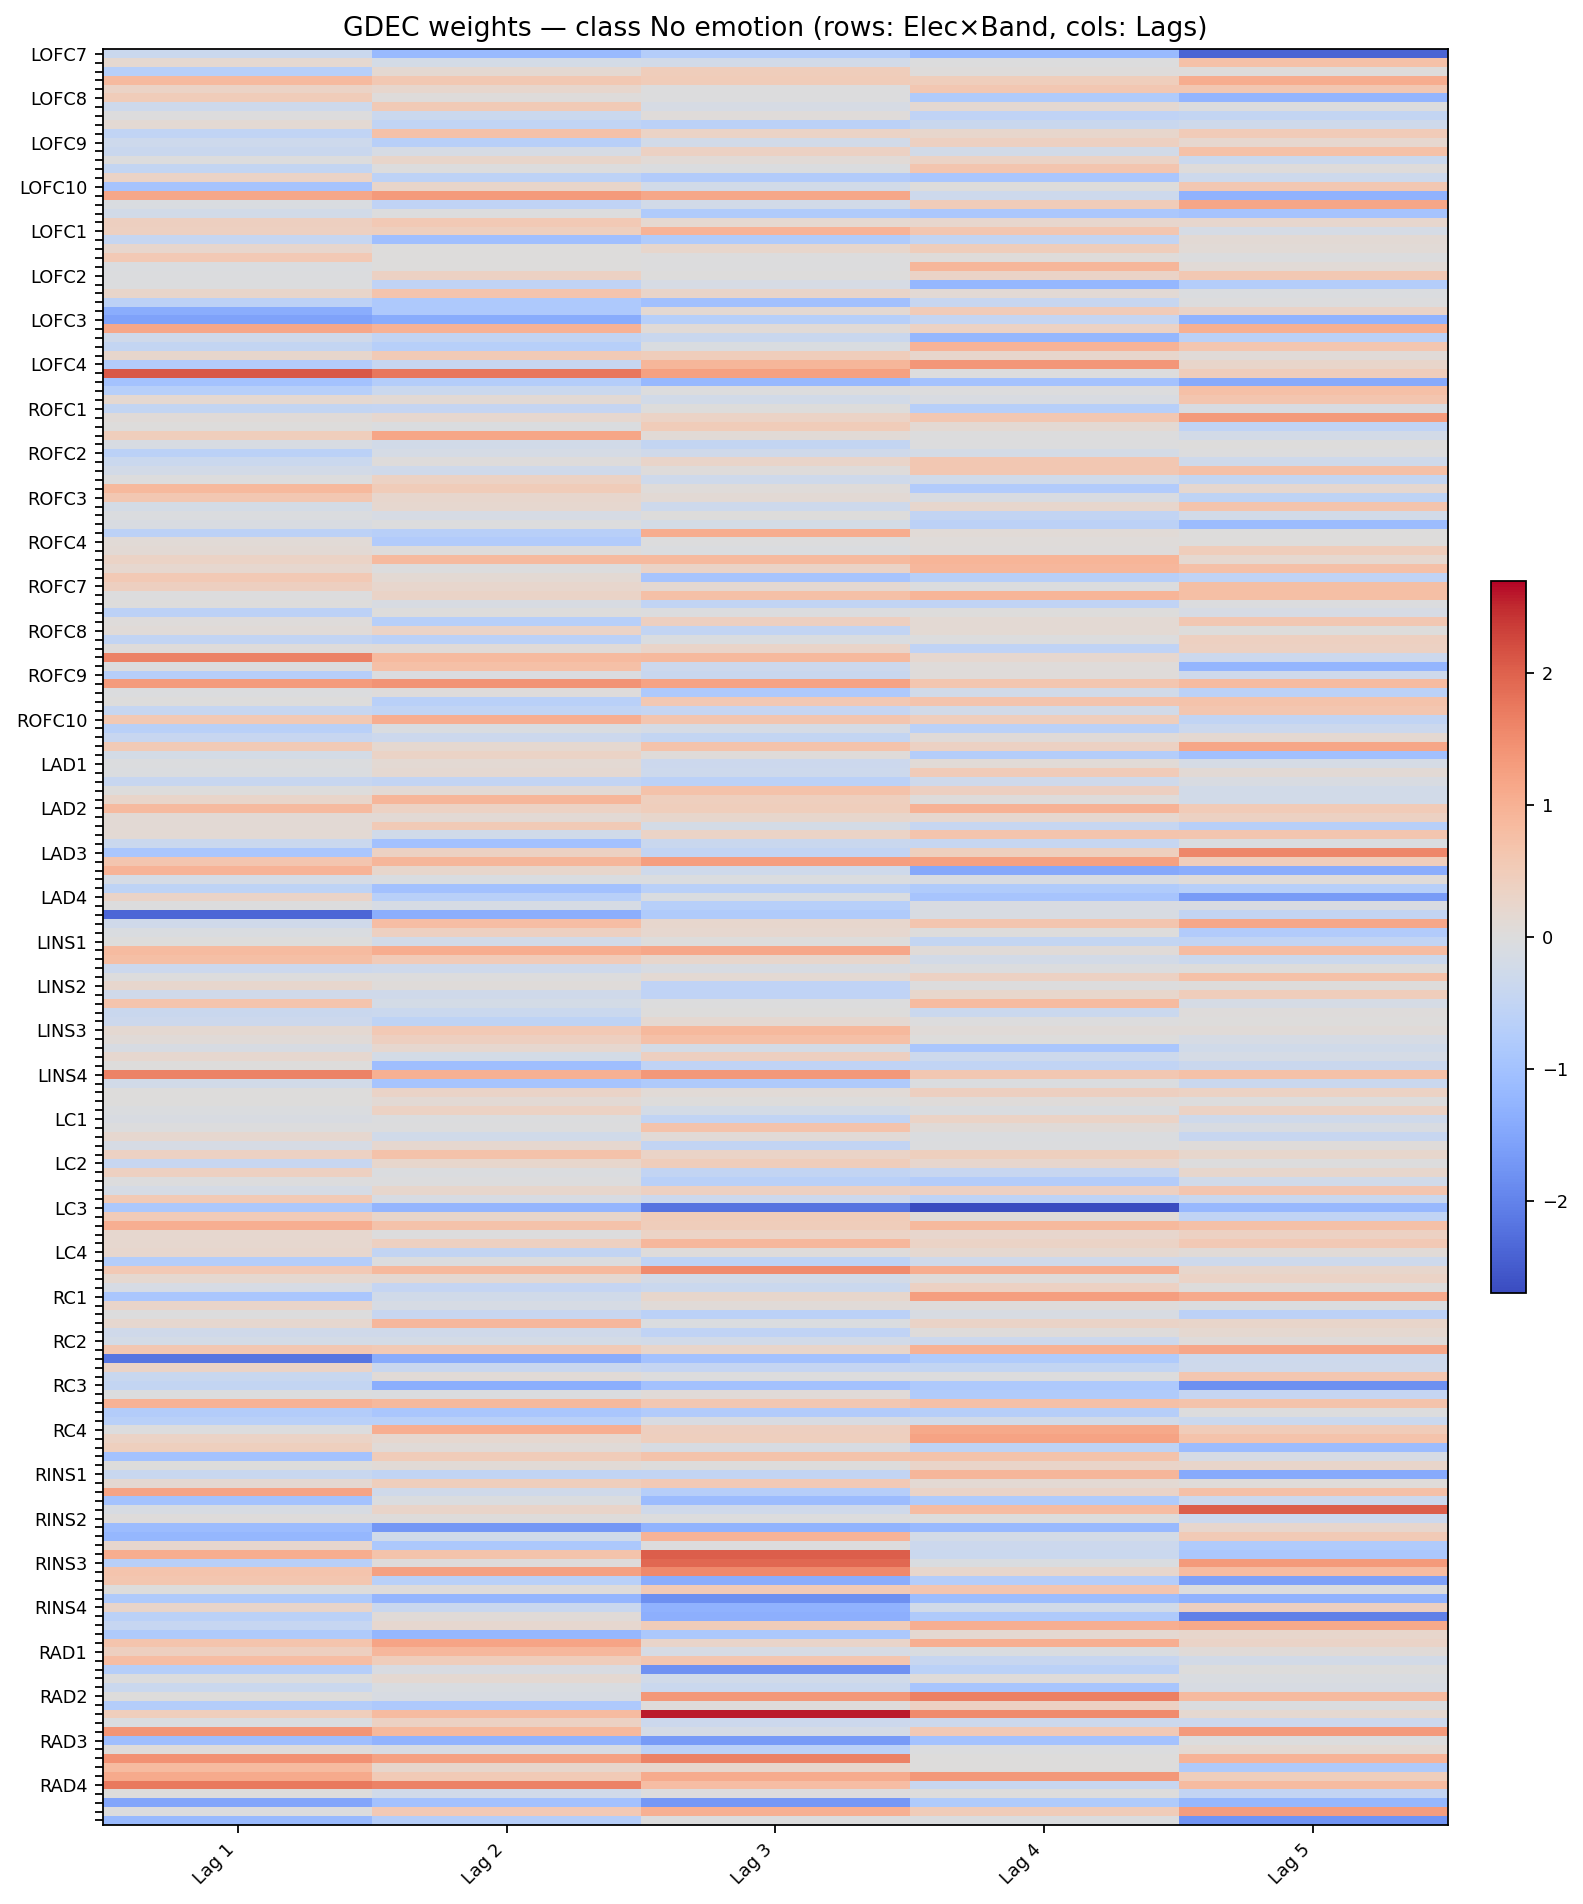 GDEC weights — class No emotion (rows: Elec×Band, cols: Lags)
LOFC7
LOFC8
LOFC9
LOFC10
LOFC1
LOFC2
LOFC3
LOFC4
ROFC1
ROFC2
ROFC3
ROFC4
ROFC7
ROFC8
ROFC9
ROFC10
LAD1
LAD2
LAD3
LAD4
LINS1
LINS2
LINS3
LINS4
LC1
LC2
LC3
LC4
RC1
RC2
RC3
RC4
RINS1
RINS2
RINS3
RINS4
RAD1
RAD2
RAD3
RAD4
Lag 1
Lag 2
Lag 3
Lag 4
Lag 5
2
1
0
−1
−2